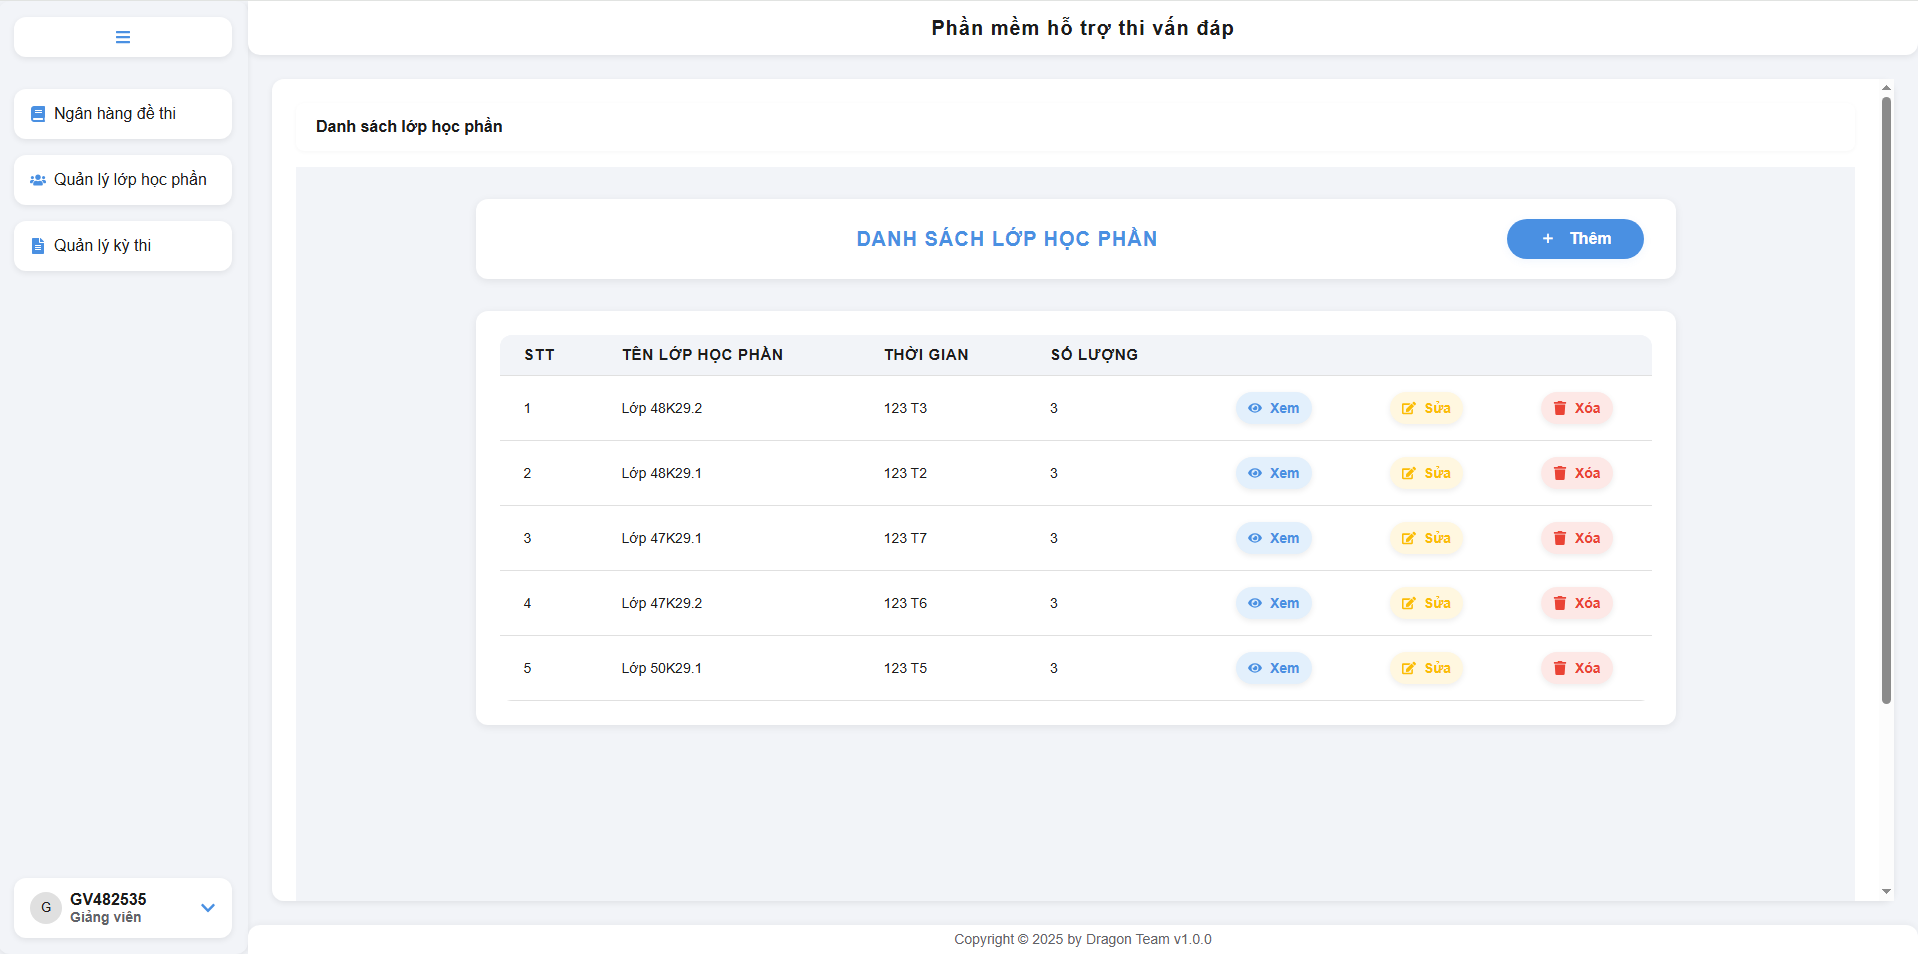 Phần mềm hỗ trợ thi vấn đáp
Ngân hàng đề thi
Quản lý lớp học phần
Quản lý kỳ thi
Danh sách lớp học phần
DANH SÁCH LỚP HỌC PHẦN
+ Thêm
STT TÊN LỚP HỌC PHẦN THỜI GIAN SỐ LƯỢNG
1 Lớp 48K29.2 123 T3 3 Xem Sửa Xóa
2 Lớp 48K29.1 123 T2 3 Xem Sửa Xóa
3 Lớp 47K29.1 123 T7 3 Xem Sửa Xóa
4 Lớp 47K29.2 123 T6 3 Xem Sửa Xóa
5 Lớp 50K29.1 123 T5 3 Xem Sửa Xóa
G GV482535
Giảng viên
Copyright © 2025 by Dragon Team v1.0.0